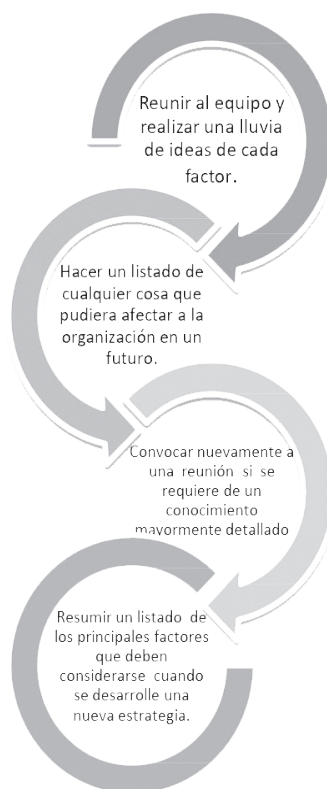 Reunir al equipo y
realizar una lluvia
de ideas de cada
factor.
Hacer un listado de
cualquier cosa que
pudiera afectar a la
organización en un
futuro.
Convocar nuevamente a
una reunión si se
requiere de un
conocimiento
mayormente detallado
Resumir un listado de
los principales factores
que deben
considerarse cuando
se desarrolle una
nueva estrategia.